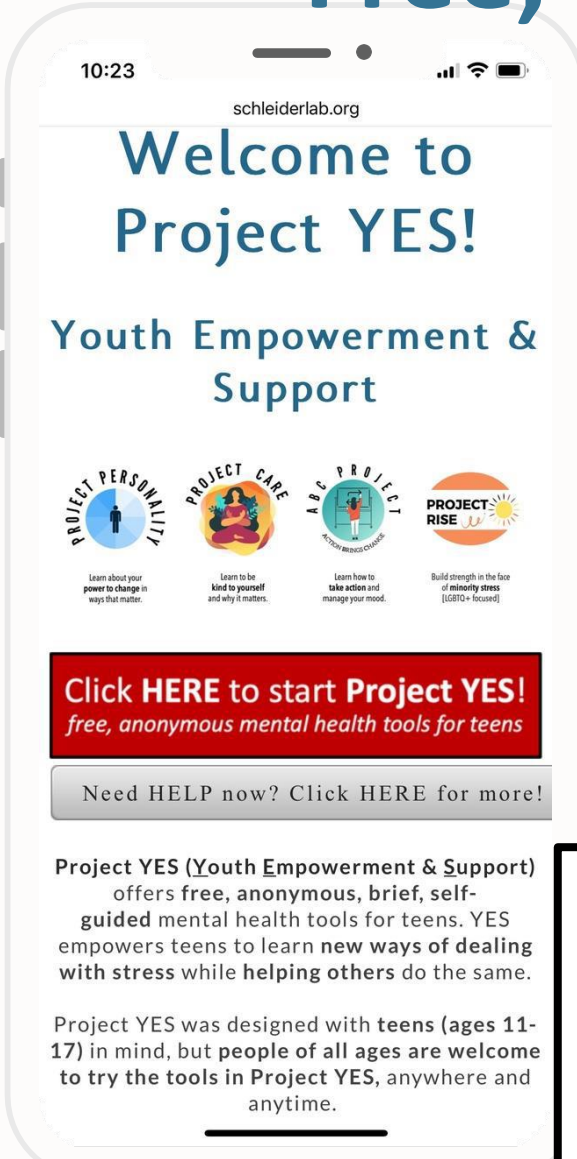 Free,
10:23
schleiderlab.org
Welcome to
Project YES!
Youth Empowerment &
Support
PROJECT PERSONALITY
Learn about your
power to change in
ways that matter.
PROJECT CARE
Learn to be
kind to yourself
and why it matters.
ABC PROJECT
ACTION BRINGS CHANGE
Learn how to
take action and
manage your mood.
PROJECT
RISE
Build strength in the face
of minority stress
[LGBTQ+ focused]
Click HERE to start Project YES!
free, anonymous mental health tools for teens
Need HELP now? Click HERE for more!
Project YES (Youth Empowerment & Support)
offers free, anonymous, brief, self-
guided mental health tools for teens. YES
empowers teens to learn new ways of dealing
with stress while helping others do the same.
Project YES was designed with teens (ages 11-
17) in mind, but people of all ages are welcome
to try the tools in Project YES, anywhere and
anytime.